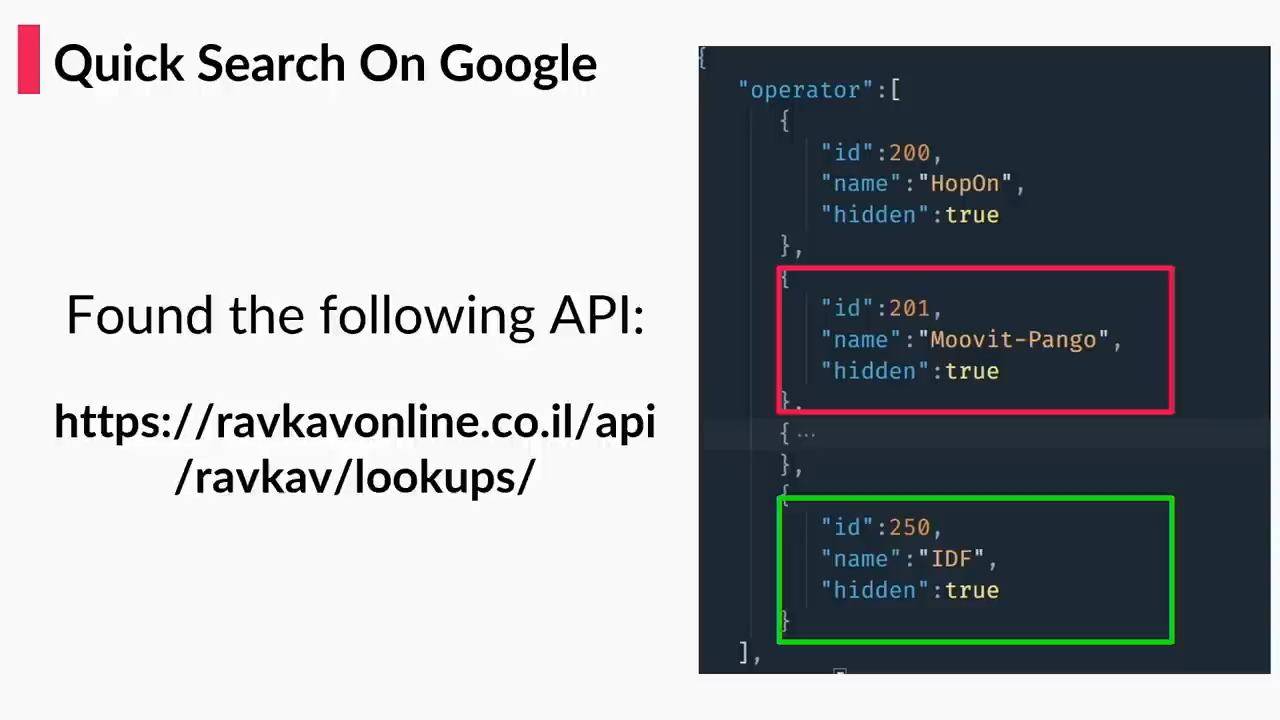 Quick Search On Google
Found the following API:
https://ravkavonline.co.il/api
/ravkav/lookups/
{
"operator":[
{
"id":200,
"name":"HopOn",
"hidden":true
},
{
"id":201,
"name":"Moovit-Pango",
"hidden":true
},
{ ...
},
{
"id":250,
"name":"IDF",
"hidden":true
}
],